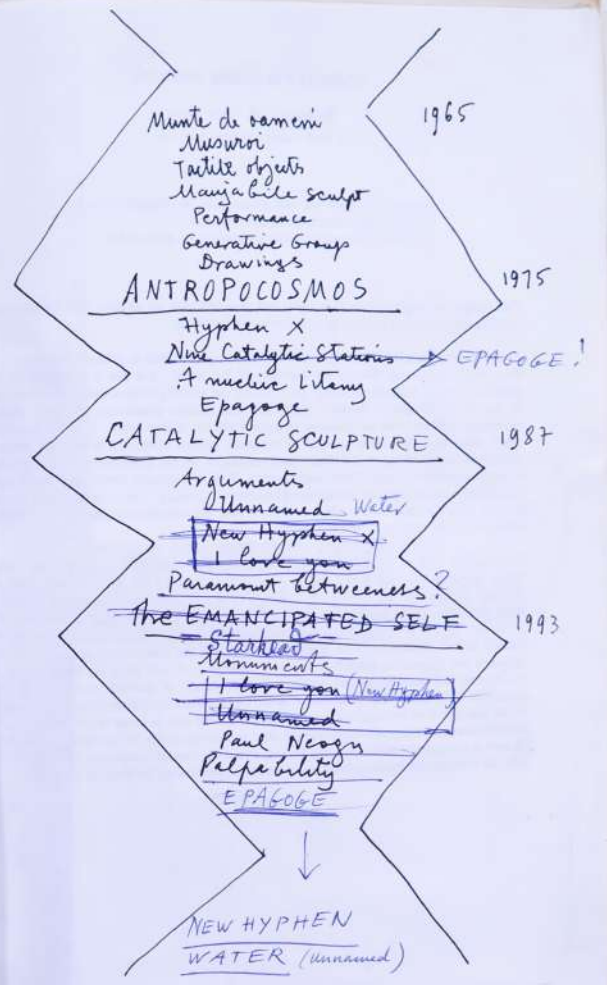 Munte de oameni 1965
Musuroi
Tactile objects
Manjabile sculpt
Performance
Generative Groups
Drawings
ANTROPOCOSMOS 1975
Hyphen X
Nine Catalytic Stations EPAGOGE!
A nucleic Litany
Epagoge
CATALYTIC SCULPTURE 1987
Arguments
Unnamed Water
New Hyphen X
I love you
Paramount betweeness?
The EMANCIPATED SELF 1993
Starhead
Monuments
I love you (New Hyphen)
Unnamed
Paul Neagu
Palpability
EPAGOGE
NEW HYPHEN
WATER (unnamed)